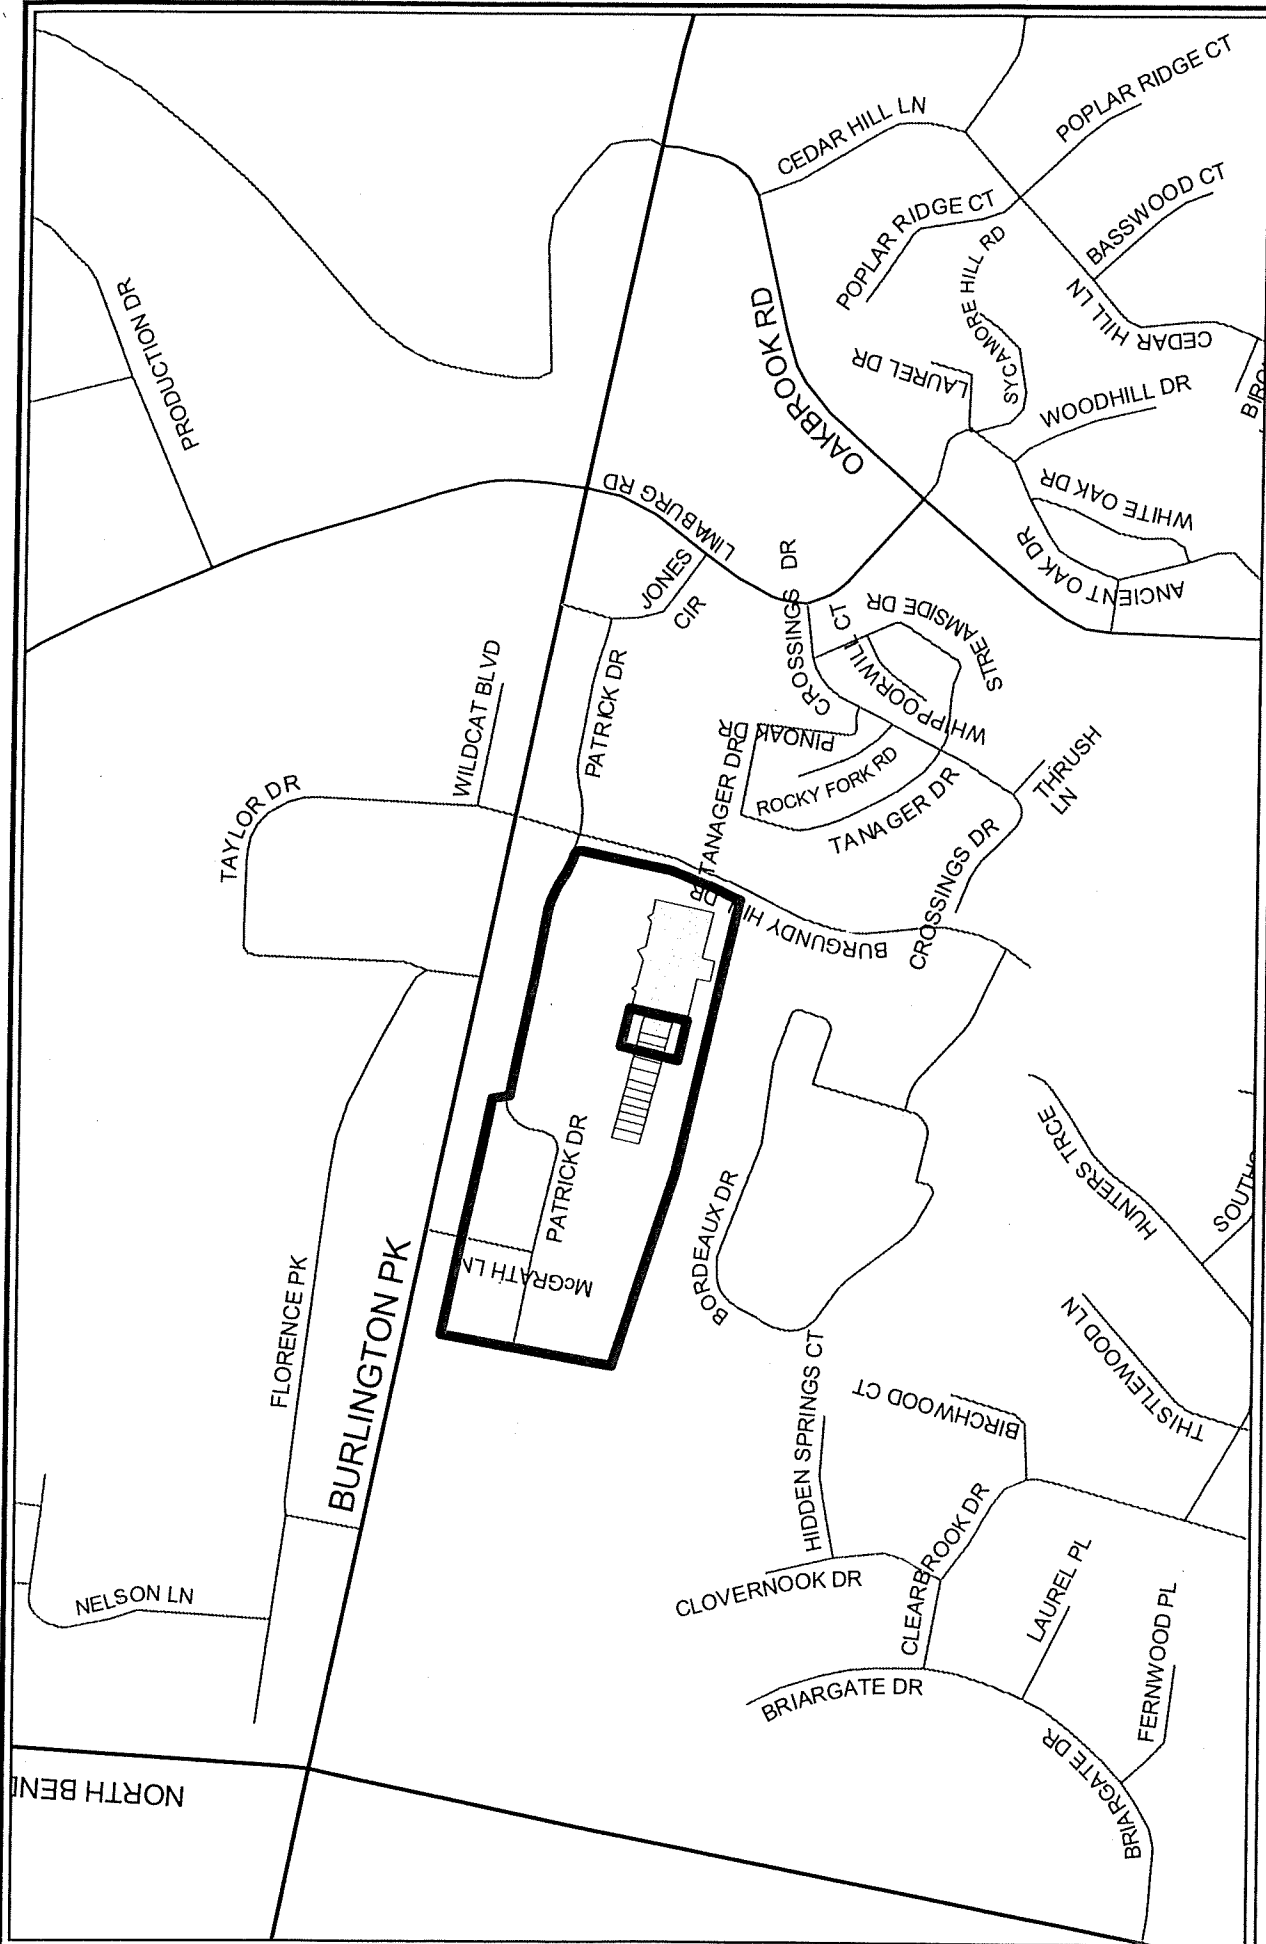 POPLAR RIDGE CT
CEDAR HILL LN
BASSWOOD CT
POPLAR RIDGE CT
SYCAMORE HILL RD
CEDAR HILL LN
PRODUCTION DR
OAKBROOK RD
LAUREL DR
WOODHILL DR
WHITE OAK DR
LIMABURG RD
ANCIENT OAK DR
JONES
CIR
CROSSINGS DR
WHIPPOORWILL CT
STREAMSIDE DR
WILDCAT BLVD
PATRICK DR
PINOAK DR
ROCKY FORK RD
TANAGER DR
TANAGER DR
THRUSH
LN
TAYLOR DR
CROSSINGS DR
BURGUNDY HILL DR
PATRICK DR
McGRATH LN
BORDEAUX DR
HUNTERS TRCE
FLORENCE PK
BURLINGTON PK
THISTLEWOOD LN
HIDDEN SPRINGS CT
BIRCHWOOD CT
CLEARBROOK DR
CLOVERNOOK DR
NELSON LN
LAUREL PL
FERNWOOD PL
BRIARGATE DR
BRIARGATE DR
NORTH BEND